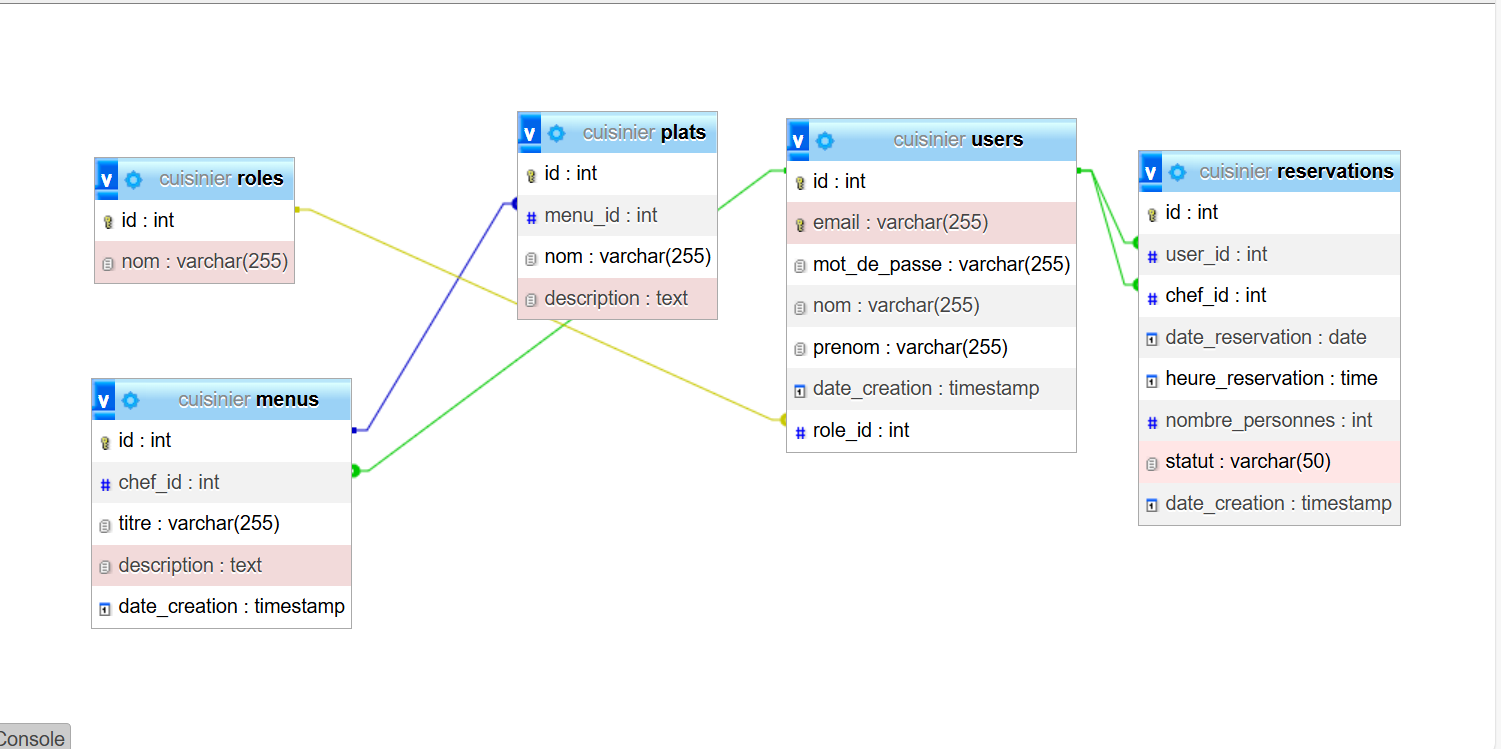 cuisinier roles
id : int
nom : varchar(255)
cuisinier menus
id : int
chef_id : int
titre : varchar(255)
description : text
date_creation : timestamp
cuisinier plats
id : int
menu_id : int
nom : varchar(255)
description : text
cuisinier users
id : int
email : varchar(255)
mot_de_passe : varchar(255)
nom : varchar(255)
prenom : varchar(255)
date_creation : timestamp
role_id : int
cuisinier reservations
id : int
user_id : int
chef_id : int
date_reservation : date
heure_reservation : time
nombre_personnes : int
statut : varchar(50)
date_creation : timestamp
Console